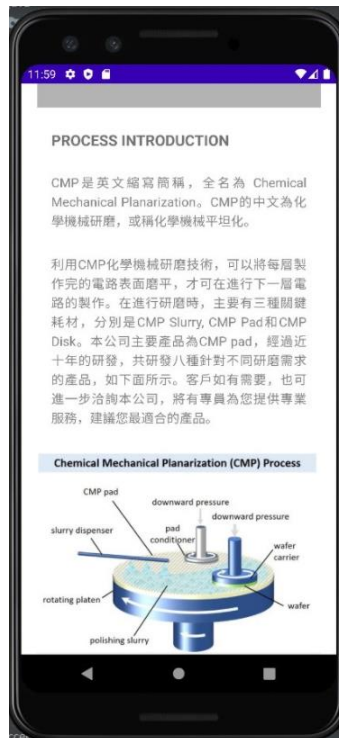 11:59
PROCESS INTRODUCTION
CMP是英文縮寫簡稱，全名為 Chemical
Mechanical Planarization。CMP的中文為化
學機械研磨，或稱化學機械平坦化。
利用CMP化學機械研磨技術，可以將每層製
作完的電路表面磨平，才可在進行下一層電
路的製作。在進行研磨時，主要有三種關鍵
耗材，分別是CMP Slurry, CMP Pad和CMP
Disk。本公司主要產品為CMP pad，經過近
十年的研發，共研發八種針對不同研磨需求
的產品，如下面所示。客戶如有需要，也可
進一步洽詢本公司，將有專員為您提供專業
服務，建議您最適合的產品。
Chemical Mechanical Planarization (CMP) Process
CMP pad
downward pressure
downward pressure
slurry dispenser
pad
conditioner
wafer
carrier
rotating platen
wafer
polishing slurry